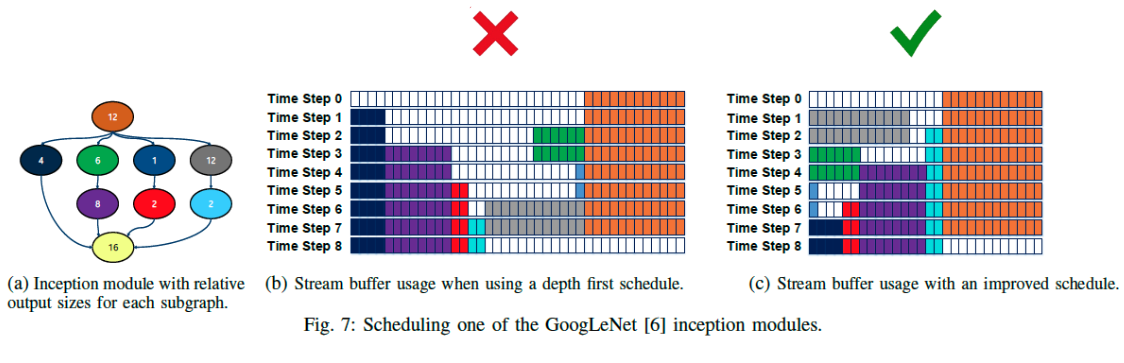 12
4 6 1 12
8 2 2
16
Time Step 0
Time Step 1
Time Step 2
Time Step 3
Time Step 4
Time Step 5
Time Step 6
Time Step 7
Time Step 8
Time Step 0
Time Step 1
Time Step 2
Time Step 3
Time Step 4
Time Step 5
Time Step 6
Time Step 7
Time Step 8
(a) Inception module with relative
output sizes for each subgraph.
(b) Stream buffer usage when using a depth first schedule.
(c) Stream buffer usage with an improved schedule.
Fig. 7: Scheduling one of the GoogLeNet [6] inception modules.